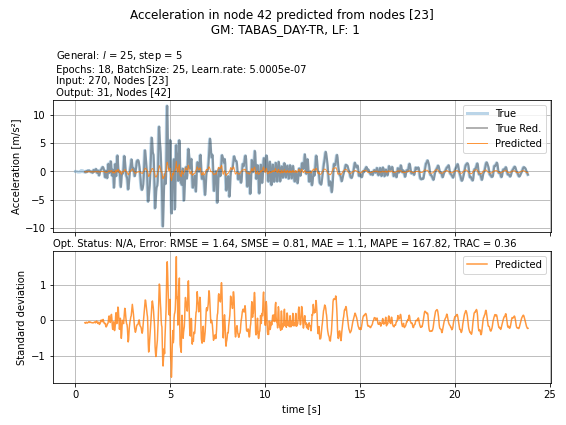 Acceleration in node 42 predicted from nodes [23]
GM: TABAS_DAY-TR, LF: 1
General: l = 25, step = 5
Epochs: 18, BatchSize: 25, Learn.rate: 5.0005e-07
Input: 270, Nodes [23]
Output: 31, Nodes [42]
Acceleration [m/s²]
10
5
0
−5
−10
True
True Red.
Predicted
Opt. Status: N/A, Error: RMSE = 1.64, SMSE = 0.81, MAE = 1.1, MAPE = 167.82, TRAC = 0.36
Standard deviation
1
0
−1
Predicted
0 5 10 15 20 25
time [s]